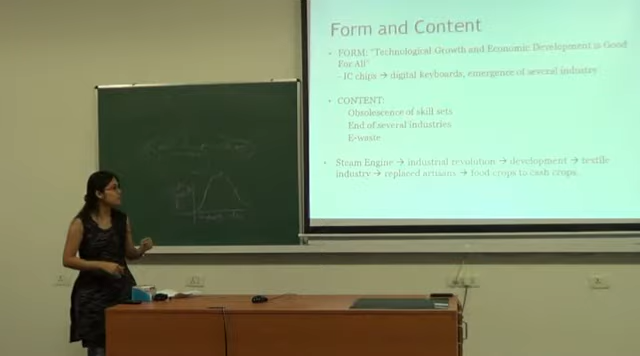 Form and Content
• FORM: "Technological Growth and Economic Development is Good
For All"
- IC chips → digital keyboards, emergence of several industry
• CONTENT:
Obsolescence of skill sets
End of several industries
E-waste
• Steam Engine → industrial revolution → development → textile
industry → replaced artisans → food crops to cash crops.